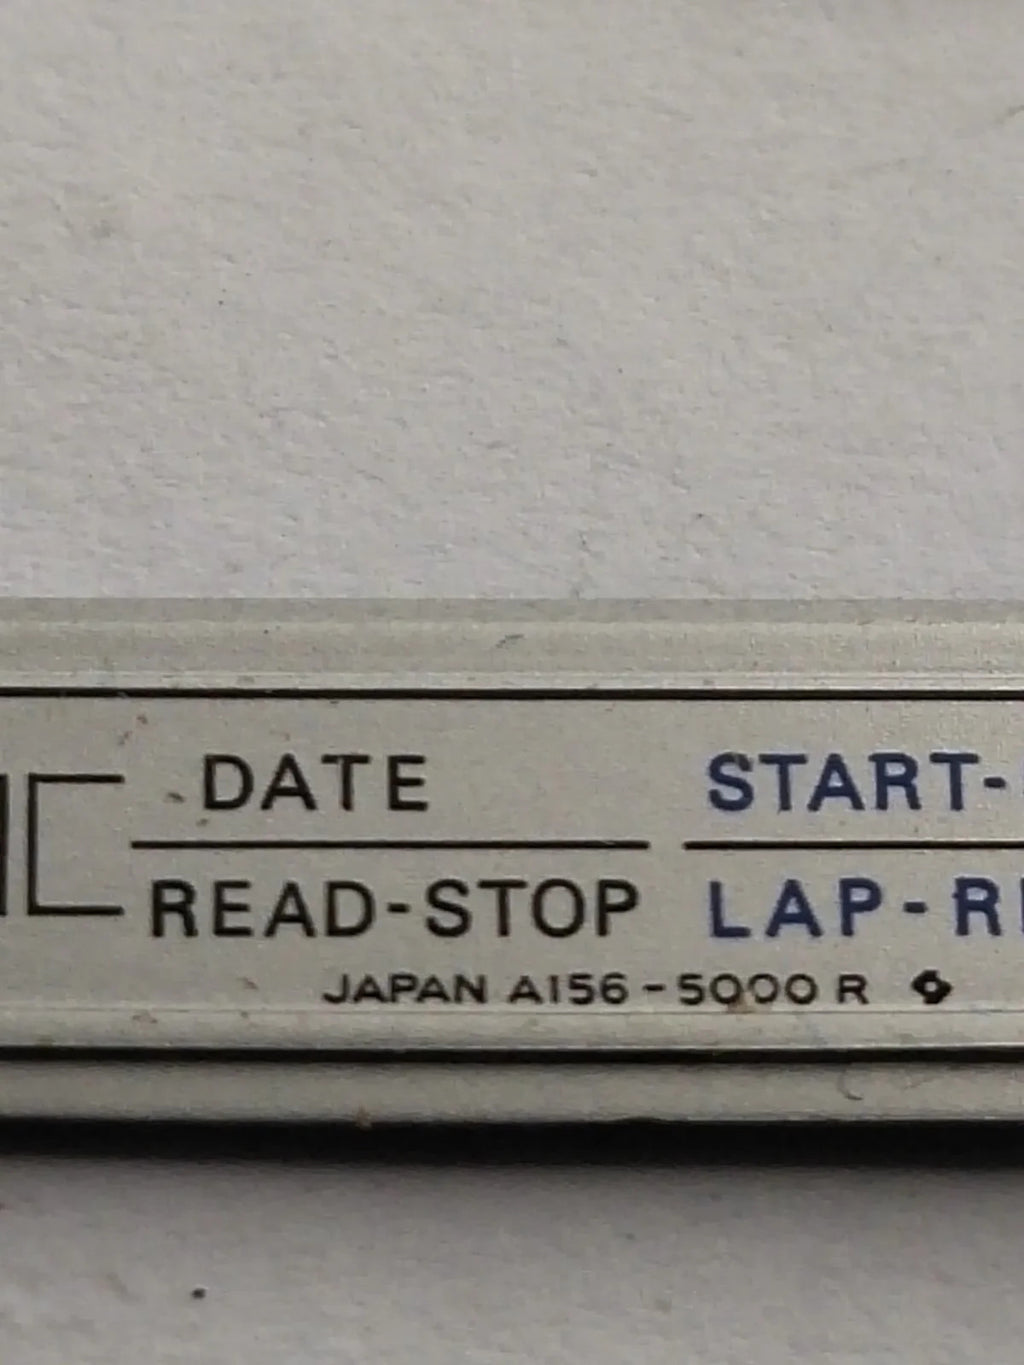 DATE START-
READ-STOP LAP-R
JAPAN A156-5000 R